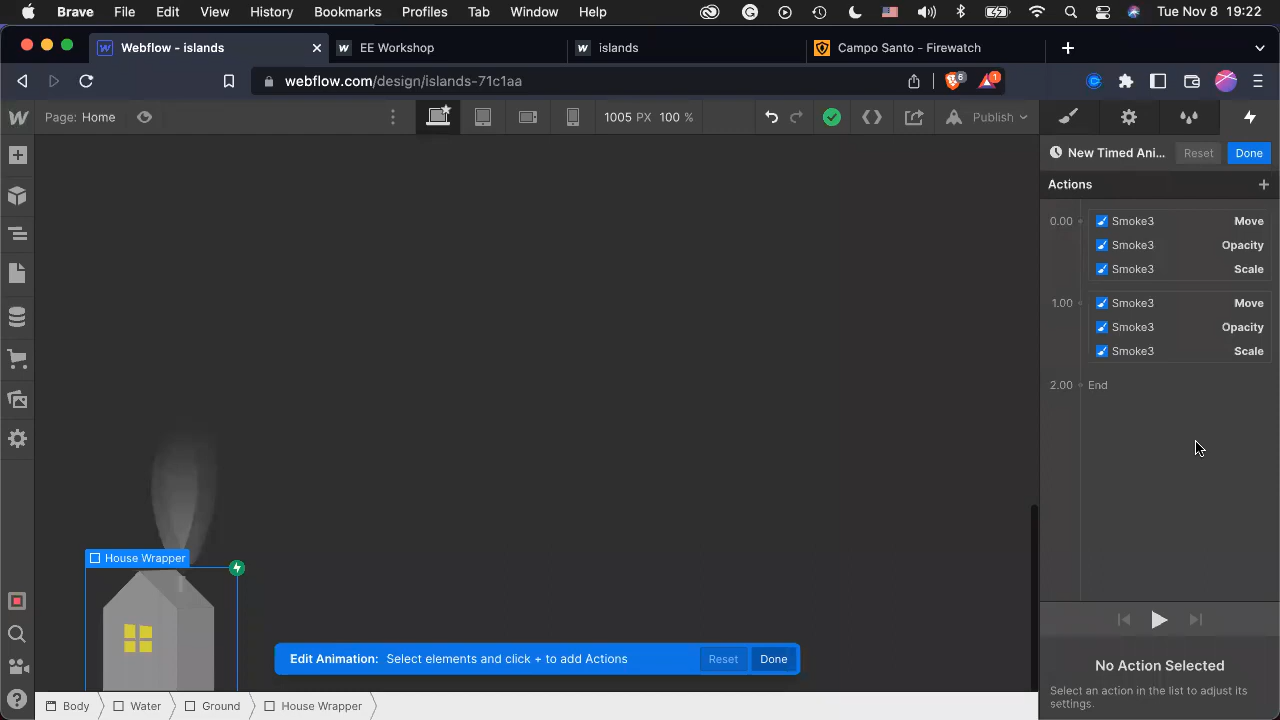 Brave File Edit View History Bookmarks Profiles Tab Window Help Tue Nov 8 19:22
Webflow - islands EE Workshop islands Campo Santo - Firewatch
webflow.com/design/islands-71c1aa 6 1
Page: Home 1005 PX 100 % Publish
New Timed Ani... Reset Done
Actions
0.00 Smoke3 Move
Smoke3 Opacity
Smoke3 Scale
1.00 Smoke3 Move
Smoke3 Opacity
Smoke3 Scale
2.00 End
House Wrapper
Edit Animation: Select elements and click + to add Actions Reset Done
No Action Selected
Select an action in the list to adjust its
settings.
Body Water Ground House Wrapper